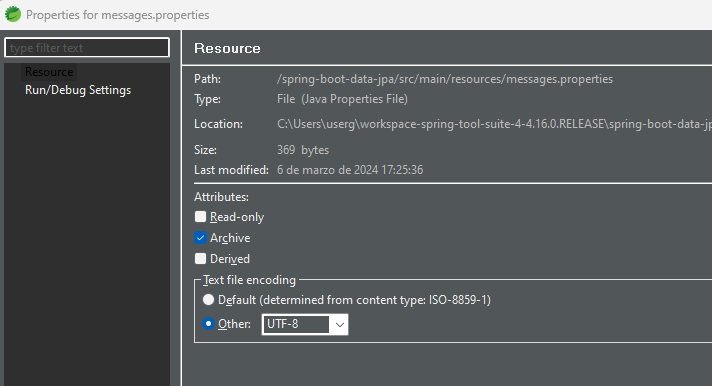 Properties for messages.properties
type filter text
Resource
Run/Debug Settings
Resource
Path: /spring-boot-data-jpa/src/main/resources/messages.properties
Type: File (Java Properties File)
Location: C:\Users\userg\workspace-spring-tool-suite-4-4.16.0.RELEASE\spring-boot-data-jp
Size: 369 bytes
Last modified: 6 de marzo de 2024 17:25:36
Attributes:
Read-only
Archive
Derived
Text file encoding
Default (determined from content type: ISO-8859-1)
Other: UTF-8